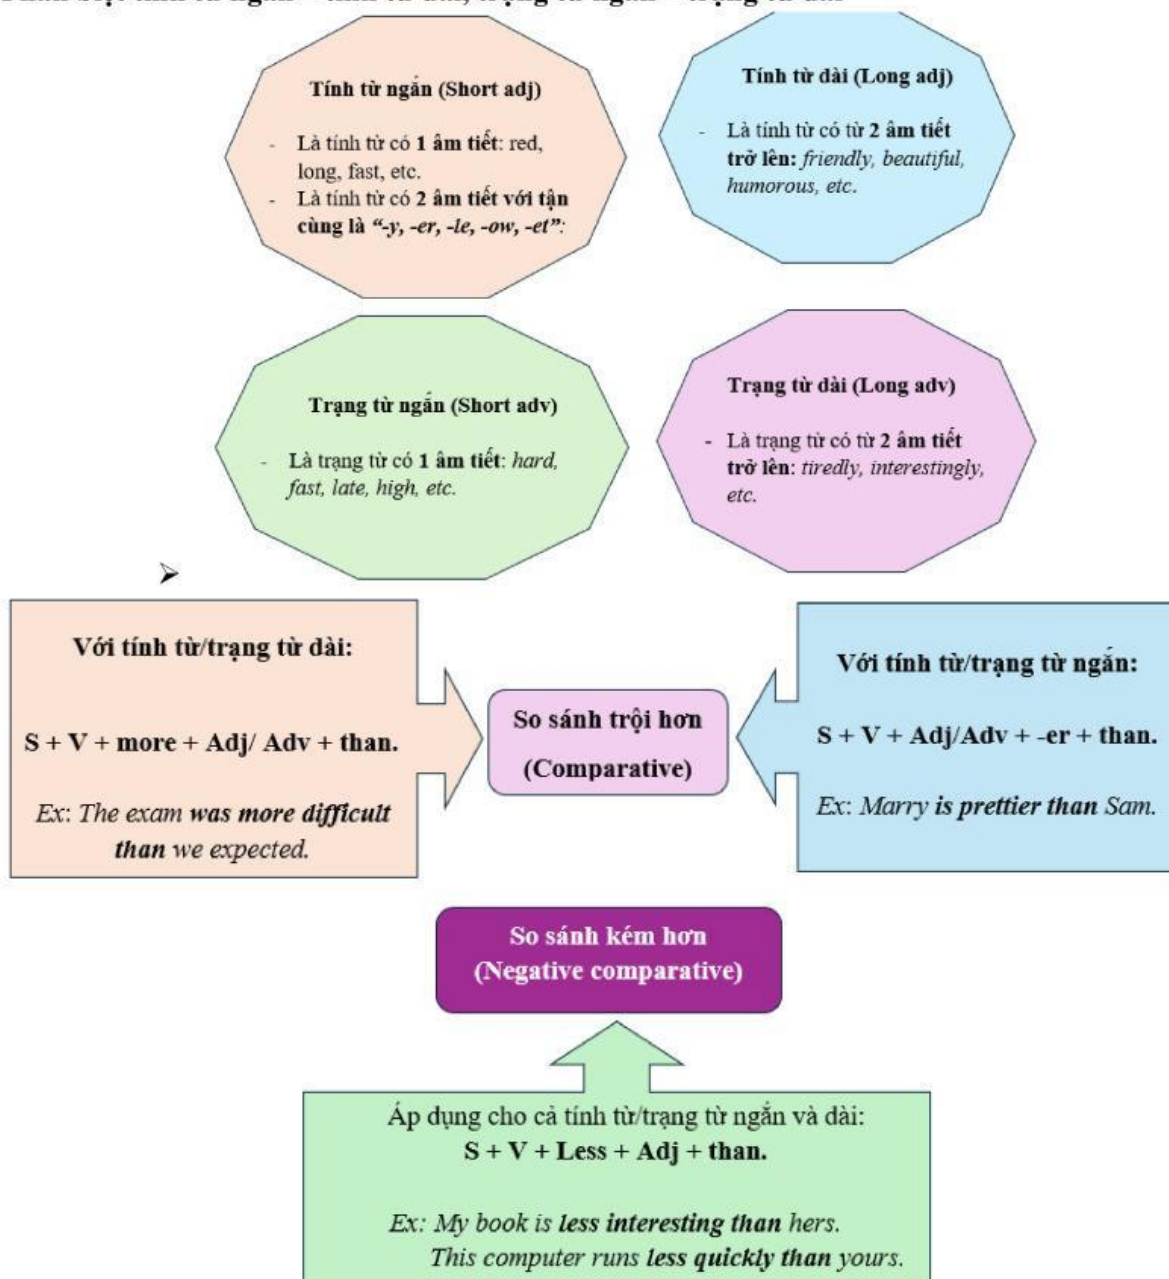 Tính từ ngắn (Short adj)
- Là tính từ có 1 âm tiết: red,
long, fast, etc.
- Là tính từ có 2 âm tiết với tận
cùng là “-y, -er, -le, -ow, -et”:
Tính từ dài (Long adj)
- Là tính từ có từ 2 âm tiết
trở lên: friendly, beautiful,
humorous, etc.
Trạng từ ngắn (Short adv)
- Là trạng từ có 1 âm tiết: hard,
fast, late, high, etc.
Trạng từ dài (Long adv)
- Là trạng từ có từ 2 âm tiết
trở lên: tiredly, interestingly,
etc.
Với tính từ/trạng từ dài:
S + V + more + Adj/ Adv + than.
Ex: The exam was more difficult
than we expected.
So sánh trội hơn
(Comparative)
Với tính từ/trạng từ ngắn:
S + V + Adj/Adv + -er + than.
Ex: Marry is prettier than Sam.
So sánh kém hơn
(Negative comparative)
Áp dụng cho cả tính từ/trạng từ ngắn và dài:
S + V + Less + Adj + than.
Ex: My book is less interesting than hers.
This computer runs less quickly than yours.